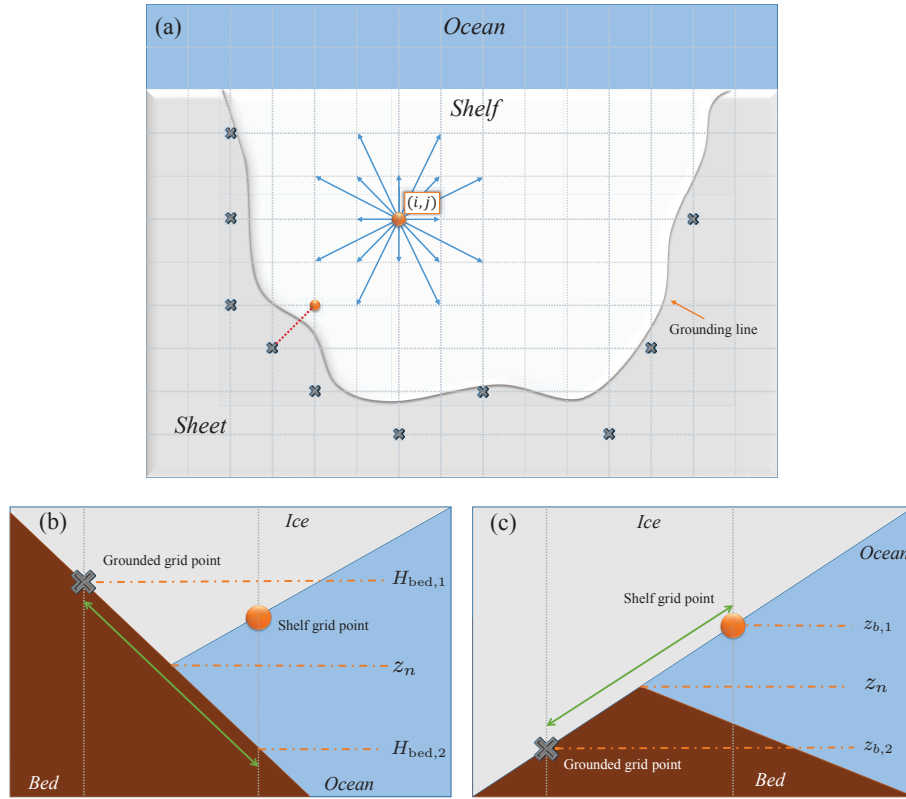 (a)
Ocean
Shelf
(i, j)
Grounding line
Sheet
(b)
Ice
Grounded grid point
H_bed,1
Shelf grid point
z_n
H_bed,2
Bed
Ocean
(c)
Ice
Ocean
Shelf grid point
z_b,1
z_n
z_b,2
Grounded grid point
Bed